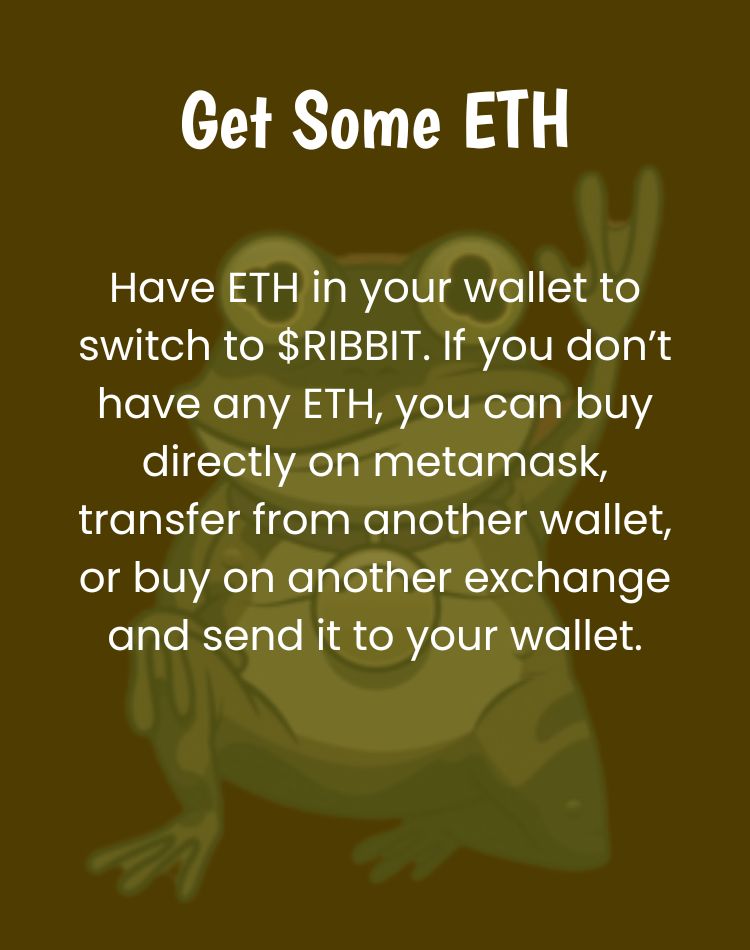 Get Some ETH
Have ETH in your wallet to
switch to $RIBBIT. If you don’t
have any ETH, you can buy
directly on metamask,
transfer from another wallet,
or buy on another exchange
and send it to your wallet.